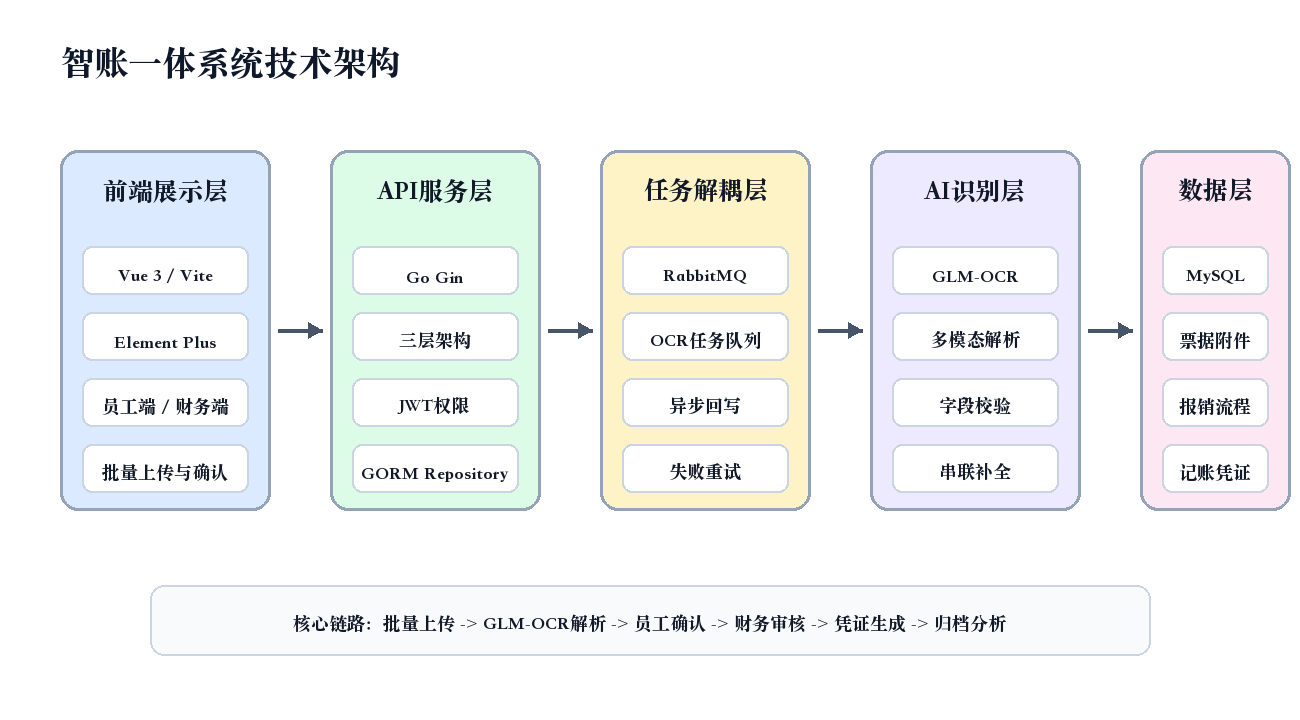 智账一体系统技术架构
前端展示层
Vue 3 / Vite
Element Plus
员工端 / 财务端
批量上传与确认
API服务层
Go Gin
三层架构
JWT权限
GORM Repository
任务解耦层
RabbitMQ
OCR任务队列
异步回写
失败重试
AI识别层
GLM-OCR
多模态解析
字段校验
串联补全
数据层
MySQL
票据附件
报销流程
记账凭证
核心链路：批量上传 -> GLM-OCR解析 -> 员工确认 -> 财务审核 -> 凭证生成 -> 归档分析